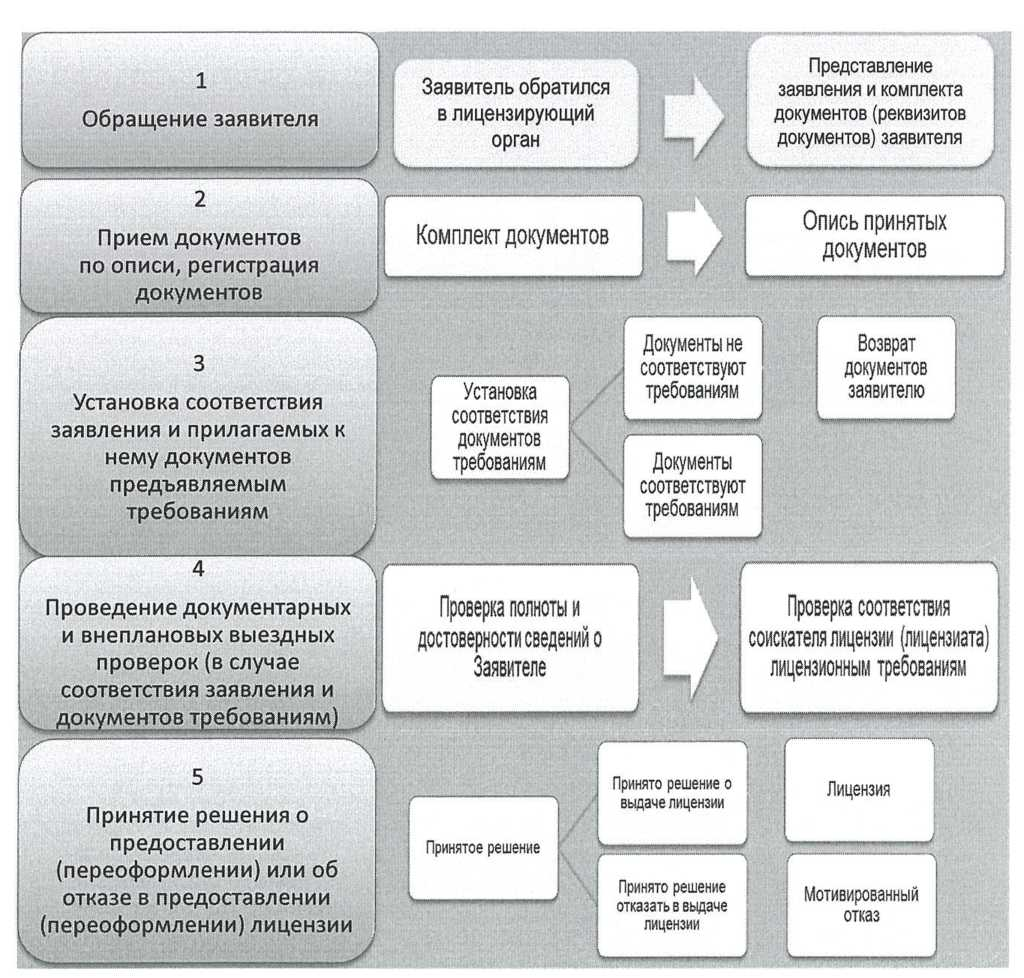 1
Обращение заявителя
Заявитель обратился
в лицензирующий
орган
Представление
заявления и комплекта
документов (реквизитов
документов) заявителя
2
Прием документов
по описи, регистрация
документов
Комплект документов
Опись принятых
документов
3
Установка соответствия
заявления и прилагаемых к
нему документов
предъявляемым
требованиям
Установка
соответствия
документов
требованиям
Документы не
соответствуют
требованиям
Возврат
документов
заявителю
Документы
соответствуют
требованиям
4
Проведение документарных
и внеплановых выездных
проверок (в случае
соответствия заявления и
документов требованиям)
Проверка полноты и
достоверности сведений о
Заявителе
Проверка соответствия
соискателя лицензии (лицензиата)
лицензионным требованиям
5
Принятие решения о
предоставлении
(переоформлении) или об
отказе в предоставлении
(переоформлении) лицензии
Принятое решение
Принято решение о
выдаче лицензии
Лицензия
Принято решение
отказать в выдаче
лицензии
Мотивированный
отказ